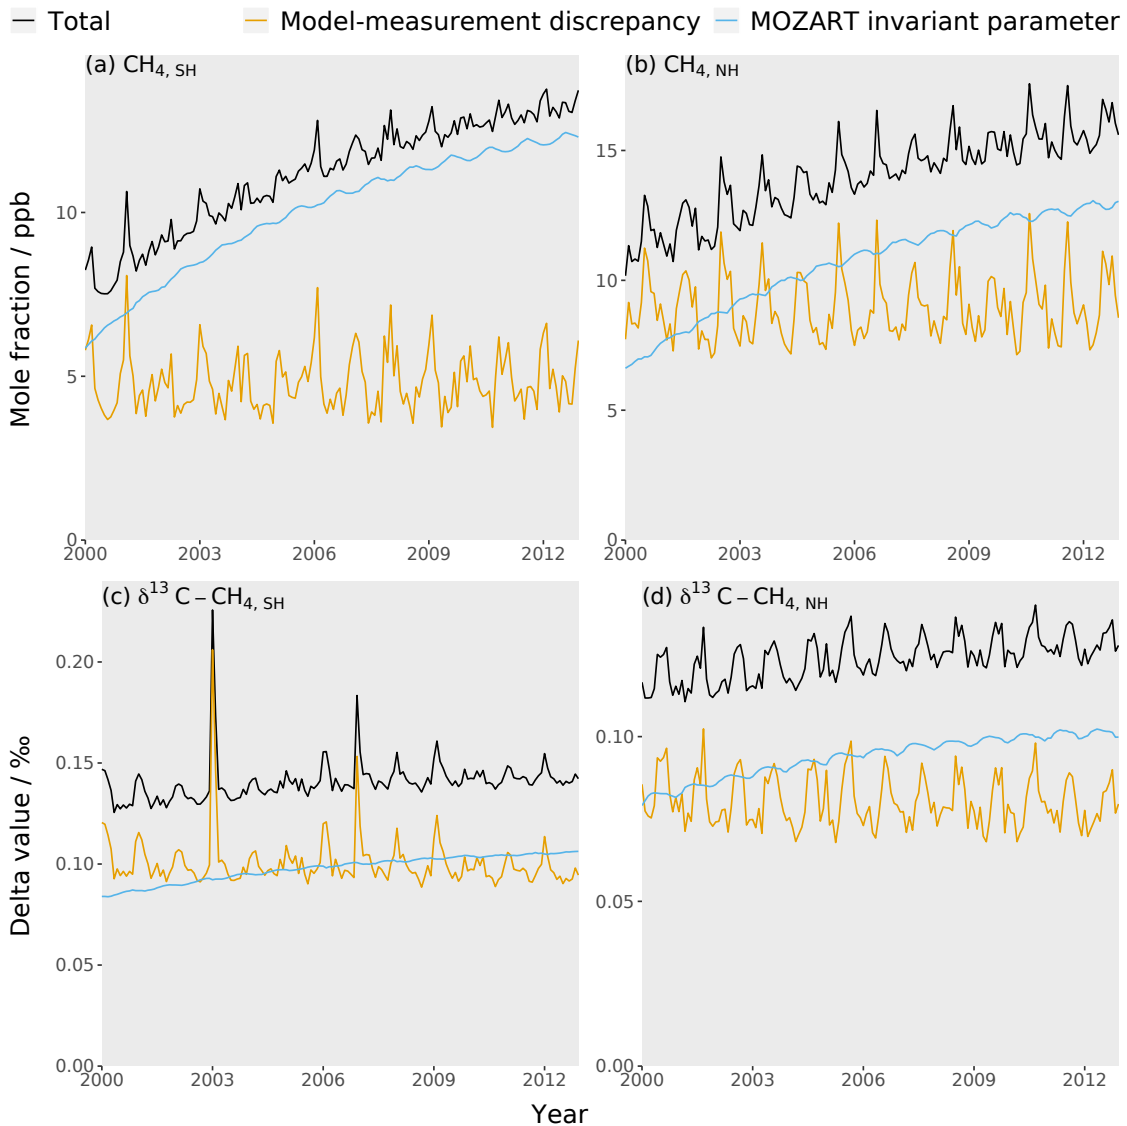 Total Model-measurement discrepancy MOZART invariant parameter
(a) CH₄, SH
(b) CH₄, NH
Mole fraction / ppb
10
5
0
2000 2003 2006 2009 2012
15
10
5
0
2000 2003 2006 2009 2012
(c) δ¹³ C – CH₄, SH
(d) δ¹³ C – CH₄, NH
Delta value / ‰
0.20
0.15
0.10
0.05
0.00
2000 2003 2006 2009 2012
0.10
0.05
0.00
2000 2003 2006 2009 2012
Year